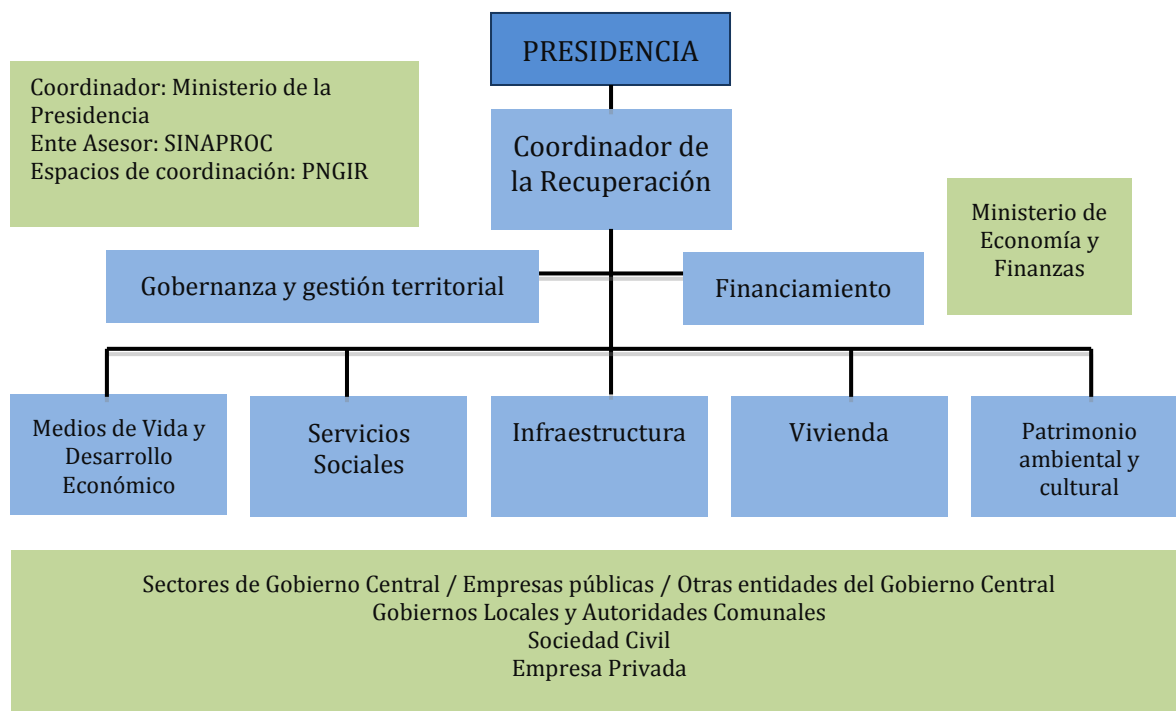 PRESIDENCIA
Coordinador: Ministerio de la
Presidencia
Ente Asesor: SINAPROC
Espacios de coordinación: PNGIR
Coordinador de
la Recuperación
Ministerio de
Economía y
Finanzas
Gobernanza y gestión territorial
Financiamiento
Medios de Vida y
Desarrollo
Económico
Servicios
Sociales
Infraestructura
Vivienda
Patrimonio
ambiental y
cultural
Sectores de Gobierno Central / Empresas públicas / Otras entidades del Gobierno Central
Gobiernos Locales y Autoridades Comunales
Sociedad Civil
Empresa Privada